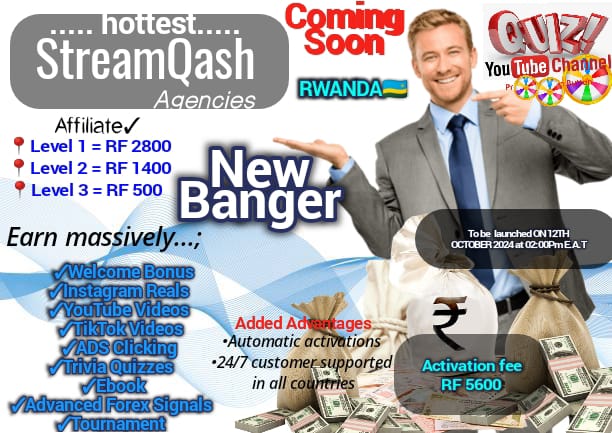 ..... hottest.....
StreamQash
Agencies
Coming
Soon
RWANDA🇷🇼
QUIZ!
YouTube Channel
Affiliate✓
📍Level 1 = RF 2800
📍Level 2 = RF 1400
📍Level 3 = RF 500
New
Banger
Earn massively...;
✓Welcome Bonus
✓Instagram Reals
✓YouTube Videos
✓TikTok Videos
✓ADS Clicking
✓Trivia Quizzes
✓Ebook
✓Advanced Forex Signals
✓Tournament
To be launched ON 12TH
OCTOBER 2024 at 02:00Pm E.A.T
₹
Added Advantages
•Automatic activations
•24/7 customer supported
in all countries
Activation fee
RF 5600